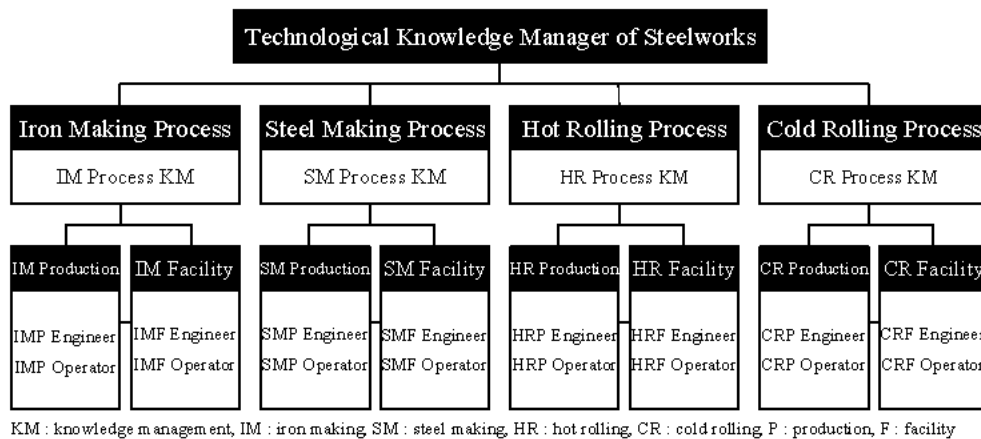 Technological Knowledge Manager of Steelworks
Iron Making Process
IM Process KM
Steel Making Process
SM Process KM
Hot Rolling Process
HR Process KM
Cold Rolling Process
CR Process KM
IM Production
IMP Engineer
IMP Operator
IM Facility
IMF Engineer
IMF Operator
SM Production
SMP Engineer
SMP Operator
SM Facility
SMF Engineer
SMF Operator
HR Production
HRP Engineer
HRP Operator
HR Facility
HRF Engineer
HRF Operator
CR Production
CRP Engineer
CRP Operator
CR Facility
CRF Engineer
CRF Operator
KM : knowledge management, IM : iron making, SM : steel making, HR : hot rolling, CR : cold rolling, P : production, F : facility